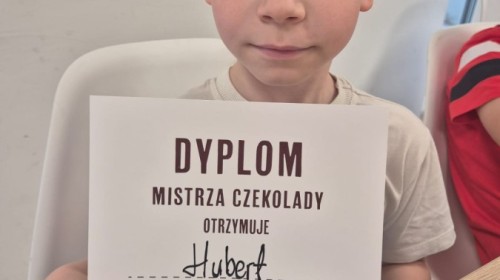 DYPLOM
MISTRZA CZEKOLADY
OTRZYMUJE
Hubert